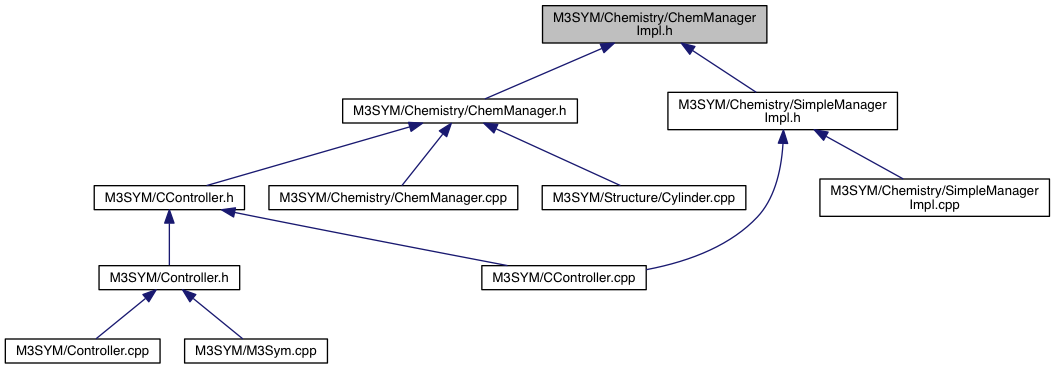 M3SYM/Chemistry/ChemManager
Impl.h
M3SYM/Chemistry/ChemManager.h
M3SYM/Chemistry/SimpleManager
Impl.h
M3SYM/CController.h
M3SYM/Chemistry/ChemManager.cpp
M3SYM/Structure/Cylinder.cpp
M3SYM/Chemistry/SimpleManager
Impl.cpp
M3SYM/Controller.h
M3SYM/CController.cpp
M3SYM/Controller.cpp
M3SYM/M3Sym.cpp